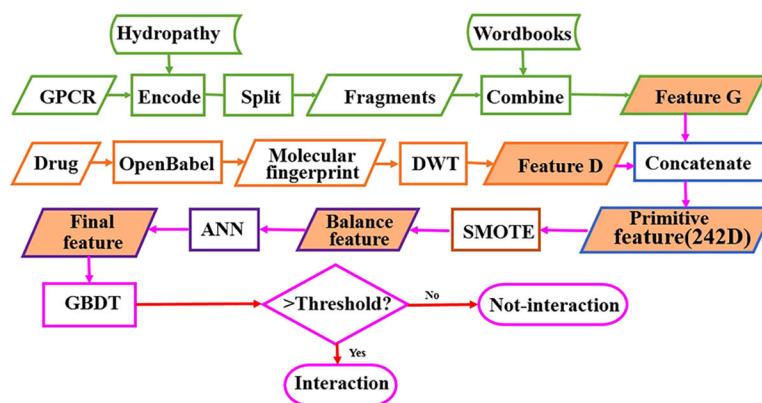 Hydropathy
Wordbooks
GPCR
Encode
Split
Fragments
Combine
Feature G
Drug
OpenBabel
Molecular
fingerprint
DWT
Feature D
Concatenate
Final
feature
ANN
Balance
feature
SMOTE
Primitive
feature(242D)
GBDT
>Threshold?
No
Not-interaction
Yes
Interaction